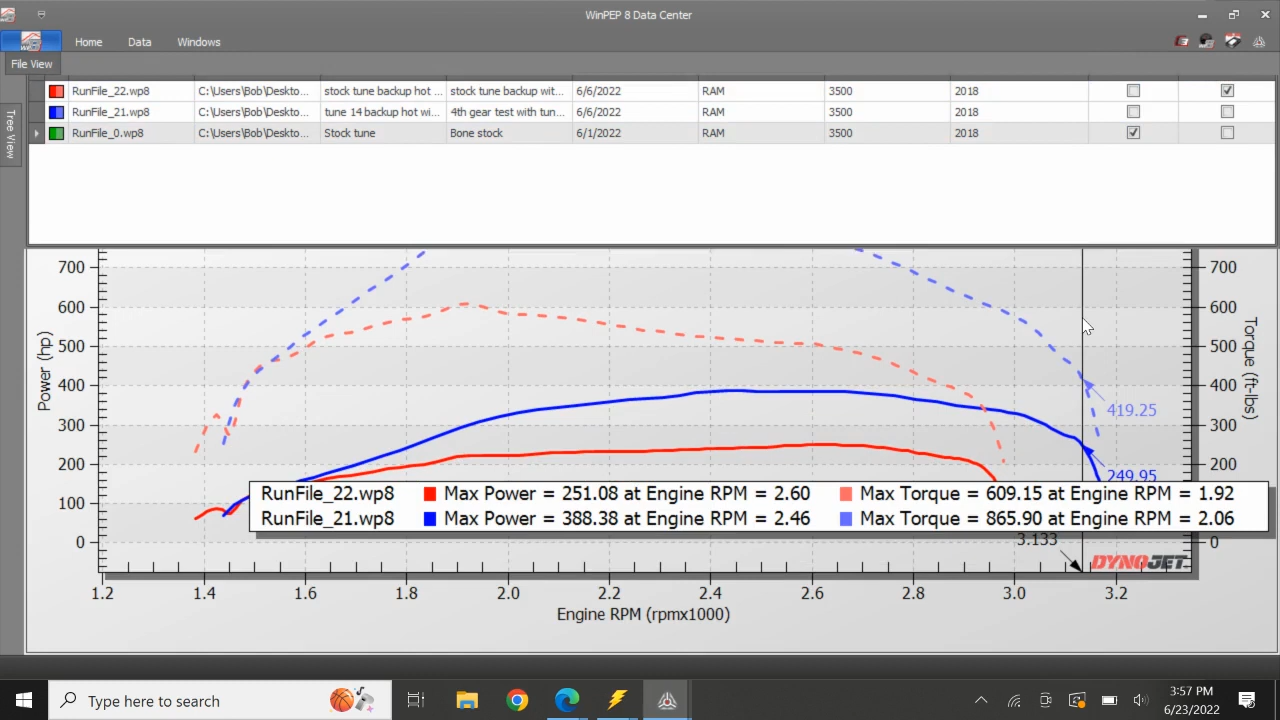 WinPEP 8 Data Center
Home Data Windows
File View
Tree View
RunFile_22.wp8 C:\Users\Bob\Deskto... stock tune backup hot ... stock tune backup wit... 6/6/2022 RAM 3500 2018
RunFile_21.wp8 C:\Users\Bob\Deskto... tune 14 backup hot wi... 4th gear test with tun... 6/6/2022 RAM 3500 2018
RunFile_0.wp8 C:\Users\Bob\Deskto... Stock tune Bone stock 6/1/2022 RAM 3500 2018
700 700
600 600
500 500
400 400
419.25
300 300
200 200
249.95
100
0 0
Power (hp)
Torque (ft-lbs)
RunFile_22.wp8 Max Power = 251.08 at Engine RPM = 2.60 Max Torque = 609.15 at Engine RPM = 1.92
RunFile_21.wp8 Max Power = 388.38 at Engine RPM = 2.46 Max Torque = 865.90 at Engine RPM = 2.06
3.133
DYNOJET
1.2 1.4 1.6 1.8 2.0 2.2 2.4 2.6 2.8 3.0 3.2
Engine RPM (rpmx1000)
Type here to search
3:57 PM
6/23/2022